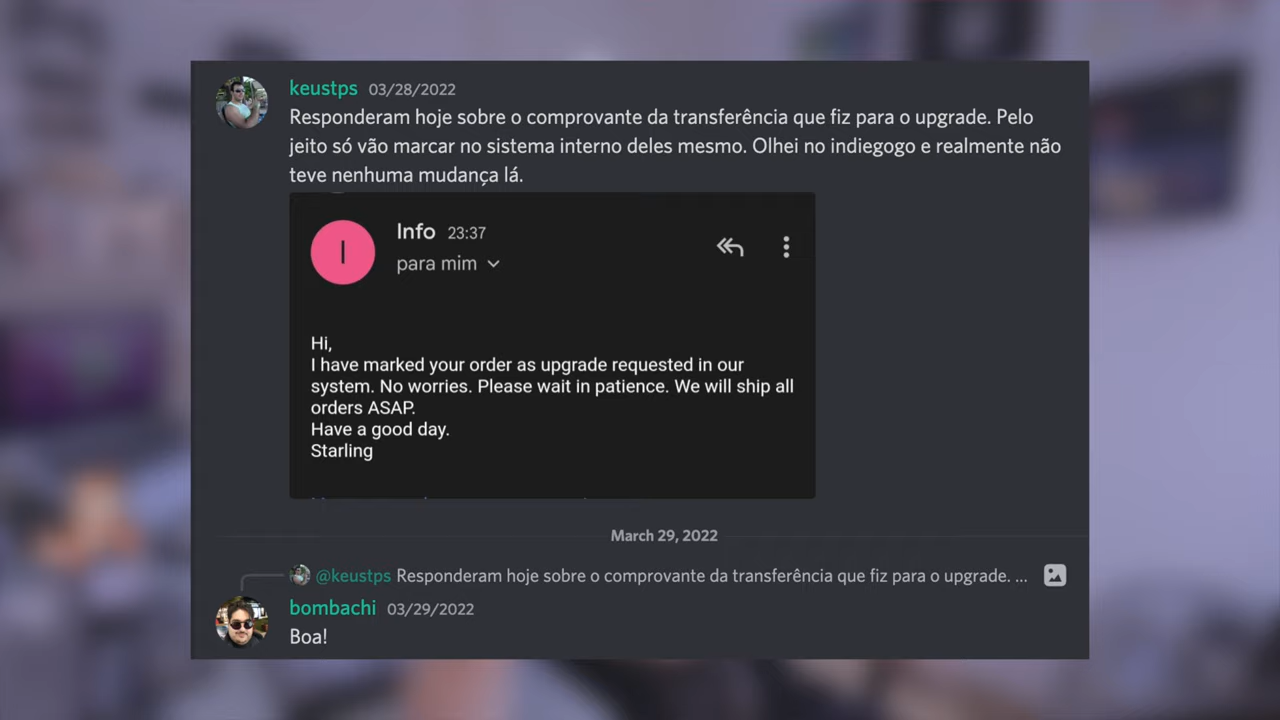 keustps 03/28/2022
Responderam hoje sobre o comprovante da transferência que fiz para o upgrade. Pelo
jeito só vão marcar no sistema interno deles mesmo. Olhei no indiegogo e realmente não
teve nenhuma mudança lá.
I
Info 23:37
para mim
Hi,
I have marked your order as upgrade requested in our
system. No worries. Please wait in patience. We will ship all
orders ASAP.
Have a good day.
Starling
March 29, 2022
@keustps Responderam hoje sobre o comprovante da transferência que fiz para o upgrade. ...
bombachi 03/29/2022
Boa!